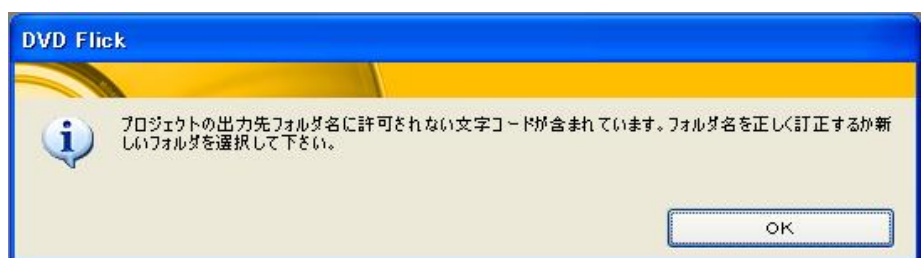 DVD Flick
プロジェクトの出力先フォルダ名に許可されない文字コードが含まれています。フォルダ名を正しく訂正するか新
しいフォルダを選択して下さい。
OK